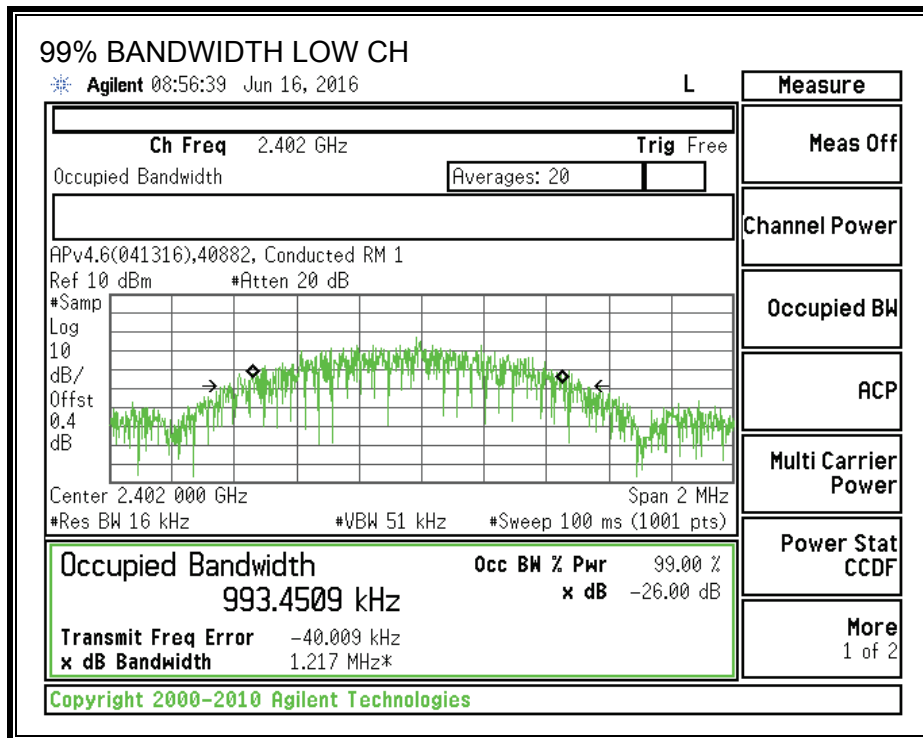 99% BANDWIDTH LOW CH
Agilent 08:56:39 Jun 16, 2016 L
Measure
Ch Freq 2.402 GHz Trig Free
Meas Off
Occupied Bandwidth Averages: 20
Channel Power
APv4.6(041316),40882, Conducted RM 1
Ref 10 dBm #Atten 20 dB
#Samp
Log
10
dB/
Offst
0.4
dB
Occupied BW
ACP
Multi Carrier
Power
Center 2.402 000 GHz Span 2 MHz
#Res BW 16 kHz #VBW 51 kHz #Sweep 100 ms (1001 pts)
Occupied Bandwidth Occ BW % Pwr 99.00 %
993.4509 kHz x dB -26.00 dB
Transmit Freq Error -40.009 kHz
x dB Bandwidth 1.217 MHz*
Power Stat
CCDF
More
1 of 2
Copyright 2000-2010 Agilent Technologies